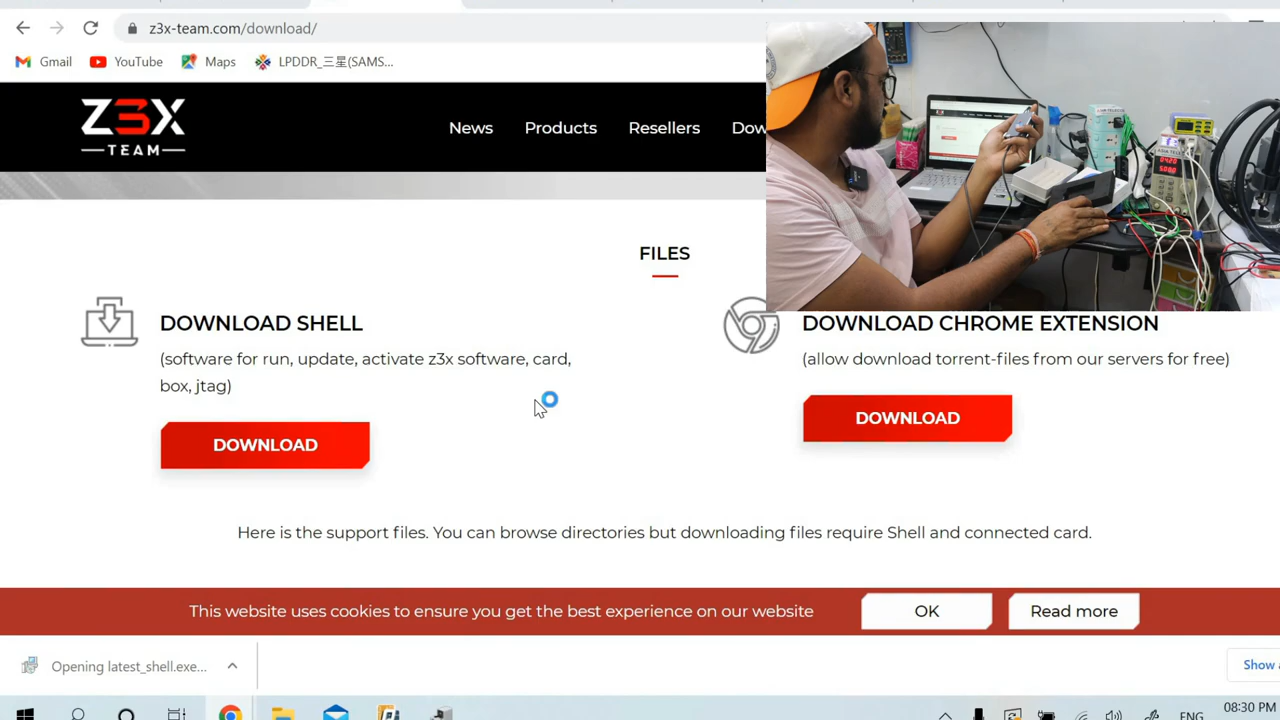 z3x-team.com/download/
Gmail
YouTube
Maps
LPDDR_三星(SAMS...
Z3X
TEAM
News
Products
Resellers
Dow
FILES
DOWNLOAD SHELL
(software for run, update, activate z3x software, card,
box, jtag)
DOWNLOAD
DOWNLOAD CHROME EXTENSION
(allow download torrent-files from our servers for free)
DOWNLOAD
Here is the support files. You can browse directories but downloading files require Shell and connected card.
This website uses cookies to ensure you get the best experience on our website
OK
Read more
Opening latest_shell.exe...
Show
ENG
08:30 PM